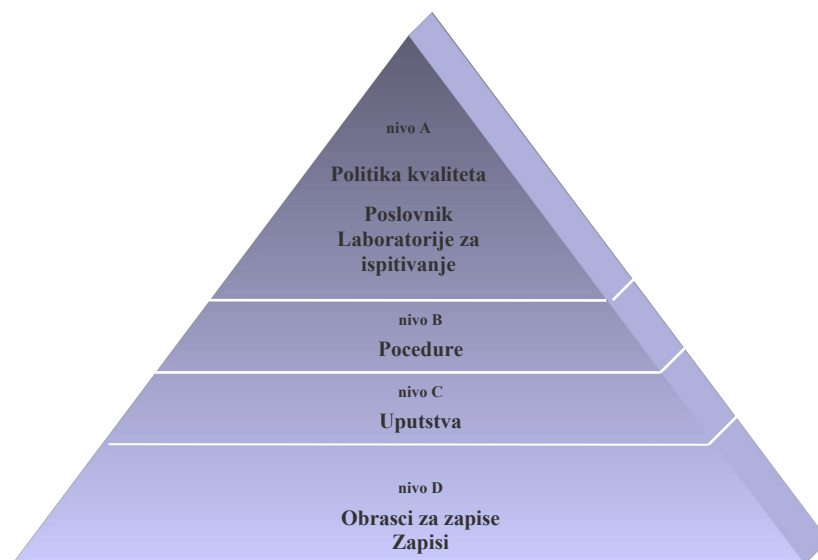 nivo A
Politika kvaliteta
Poslovnik
Laboratorije za
ispitivanje
nivo B
Pocedure
nivo C
Uputstva
nivo D
Obrasci za zapise
Zapisi